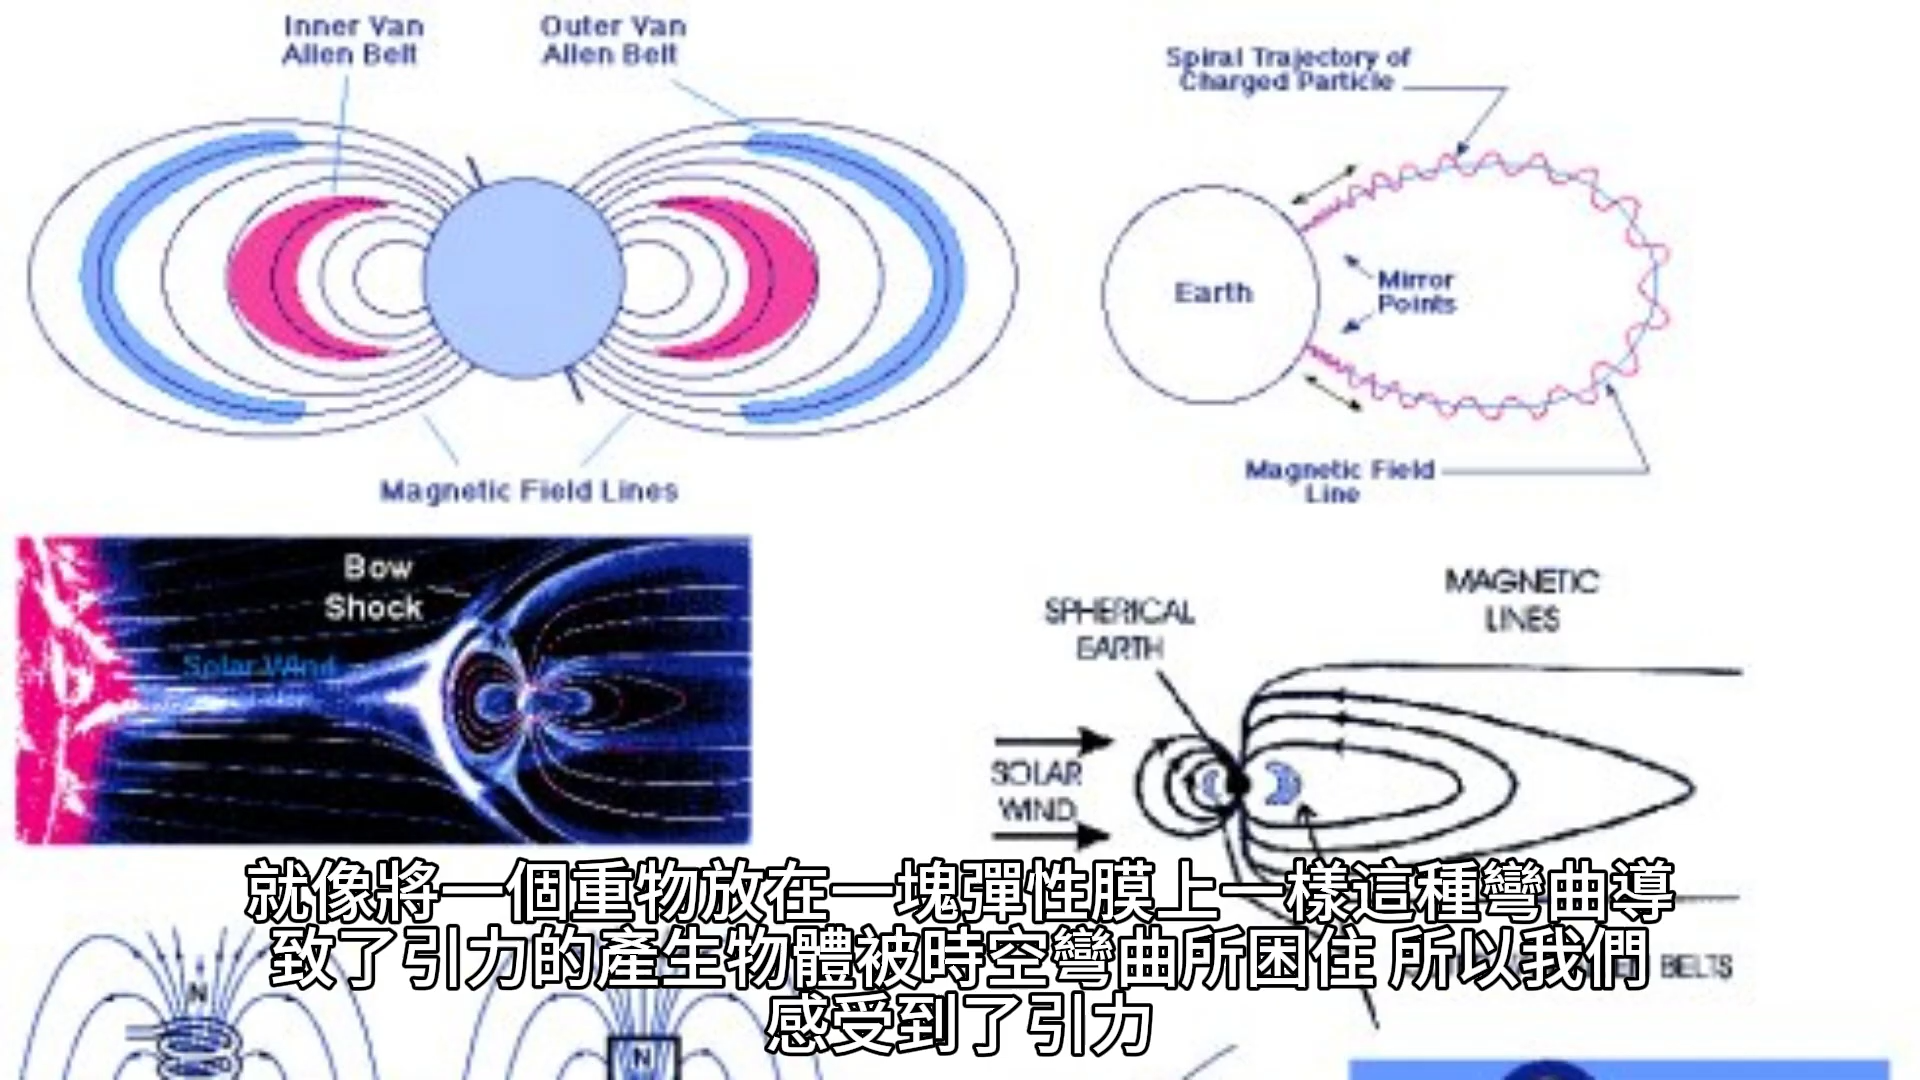 Inner Van
Allen Belt
Outer Van
Allen Belt
Magnetic Field Lines
Spiral Trajectory of
Charged Particle
Earth
Mirror
Points
Magnetic Field
Line
Bow
Shock
Solar Wind
SPHERICAL
EARTH
MAGNETIC
LINES
SOLAR
WIND
BELTS
N
N
就像將一個重物放在一塊彈性膜上一樣這種彎曲導
致了引力的產生物體被時空彎曲所困住 所以我們
感受到了引力